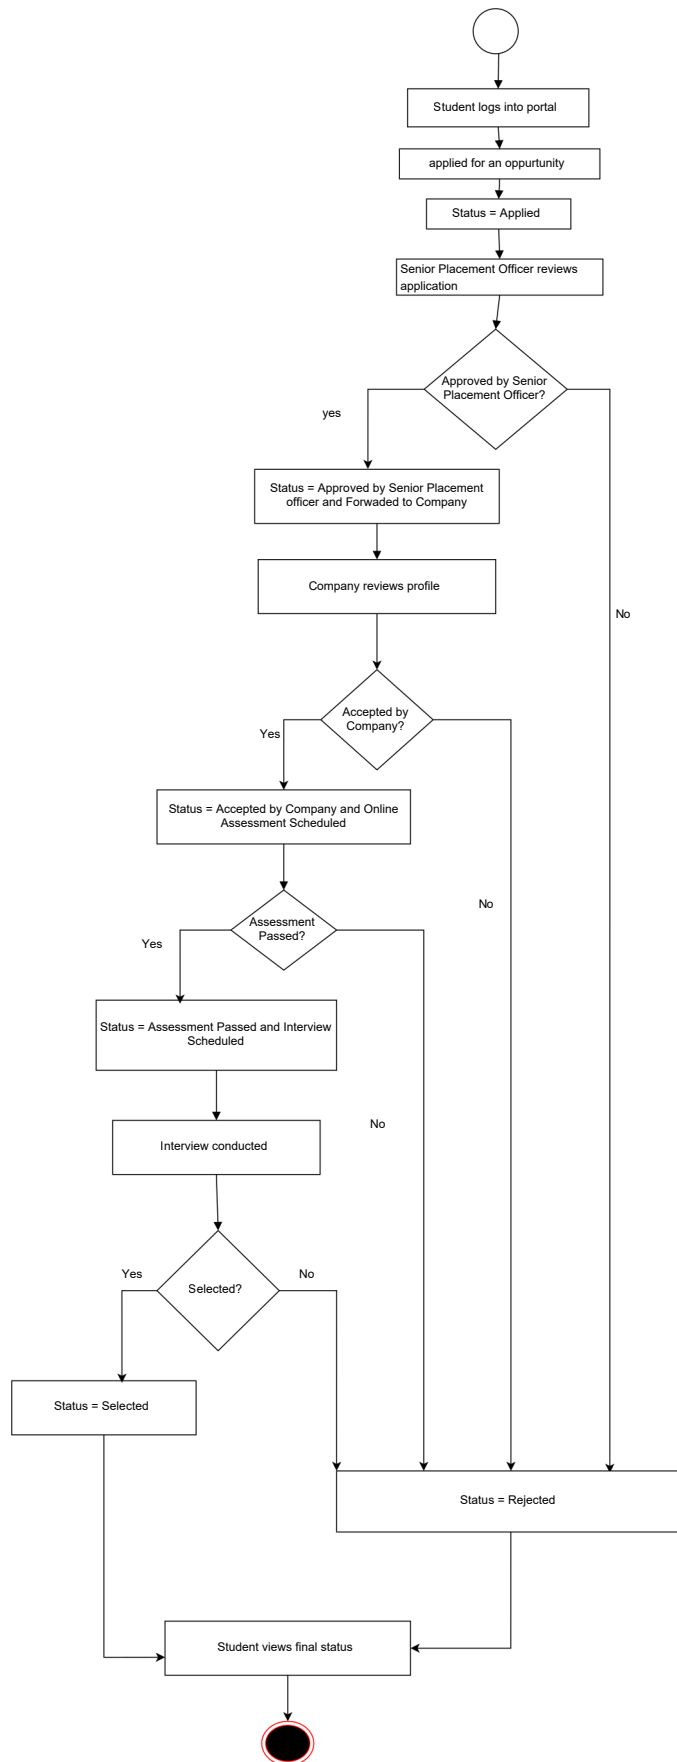 Student logs into portal
applied for an oppurtunity
Status = Applied
Senior Placement Officer reviews
application
Approved by Senior
Placement Officer?
yes
Status = Approved by Senior Placement
officer and Forwaded to Company
Company reviews profile
No
Accepted by
Company?
Yes
Status = Accepted by Company and Online
Assessment Scheduled
No
Assessment
Passed?
Yes
Status = Assessment Passed and Interview
Scheduled
No
Interview conducted
Yes
No
Selected?
Status = Selected
Status = Rejected
Student views final status